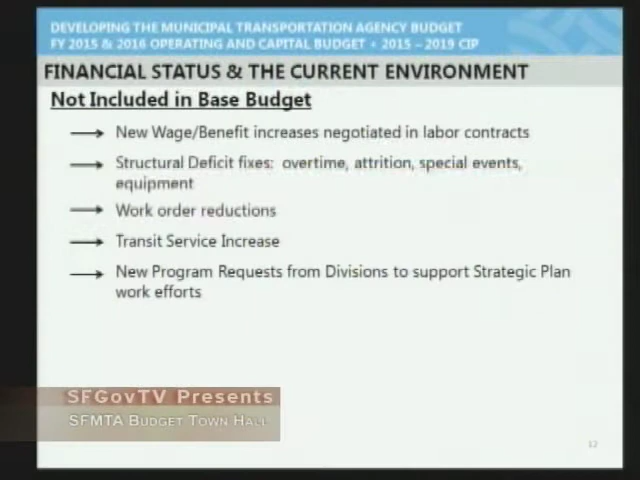 DEVELOPING THE MUNICIPAL TRANSPORTATION AGENCY BUDGET
FY 2015 & 2016 OPERATING AND CAPITAL BUDGET • 2015 – 2019 CIP
FINANCIAL STATUS & THE CURRENT ENVIRONMENT
Not Included in Base Budget
New Wage/Benefit increases negotiated in labor contracts
Structural Deficit fixes: overtime, attrition, special events,
equipment
Work order reductions
Transit Service Increase
New Program Requests from Divisions to support Strategic Plan
work efforts
SFGovTV Presents
SFMTA BUDGET TOWN HALL
12